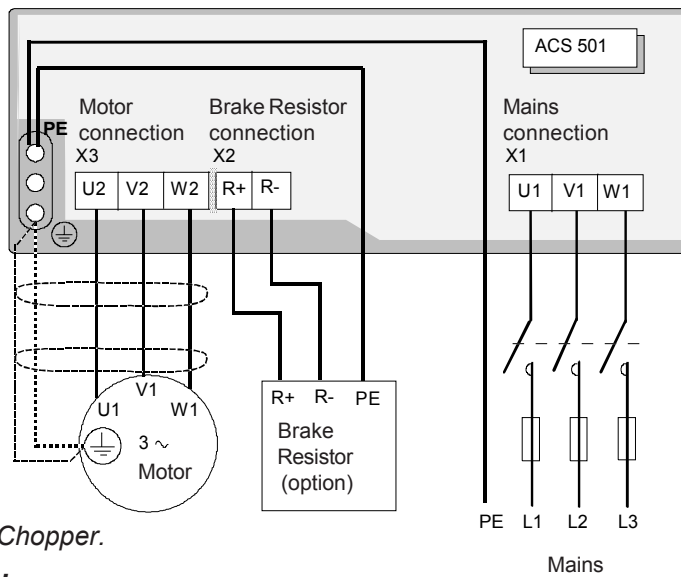 ACS 501
Motor connection X3
Brake Resistor connection X2
Mains connection X1
PE
U2 V2 W2 R+ R- U1 V1 W1
U1 V1 W1
3 ~
Motor
R+ R- PE
Brake
Resistor
(option)
PE L1 L2 L3
Mains
Chopper.